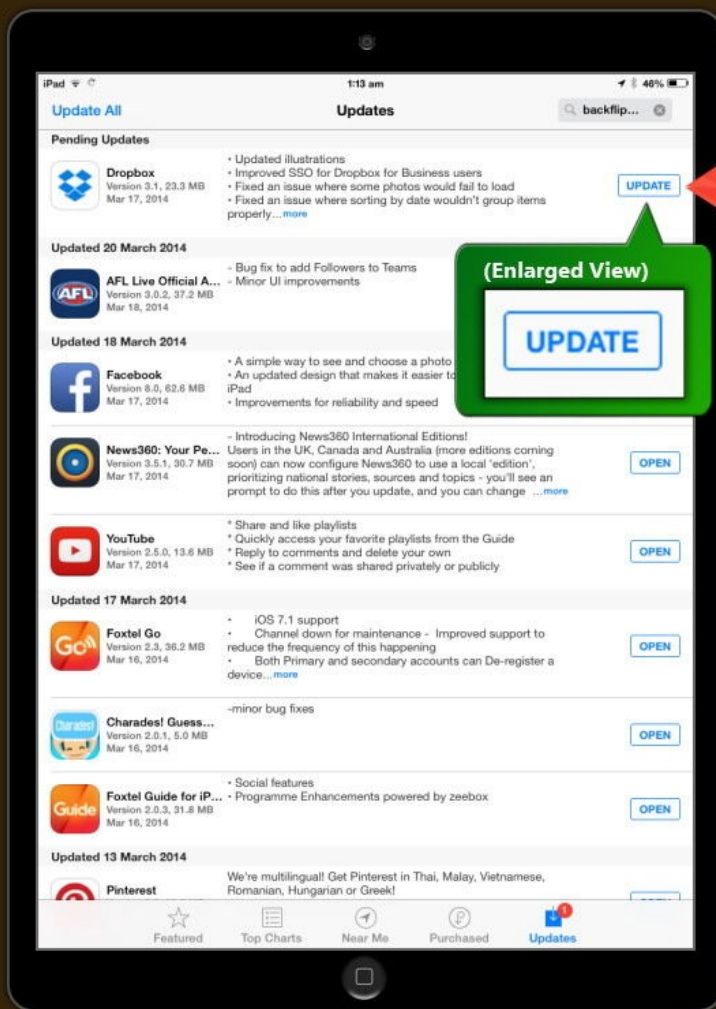 iPad 1:13 am 46%
Update All Updates backflip...
Pending Updates
Dropbox
Version 3.1, 23.3 MB
Mar 17, 2014
• Updated illustrations
• Improved SSO for Dropbox for Business users
• Fixed an issue where some photos would fail to load
• Fixed an issue where sorting by date wouldn't group items
properly...more
UPDATE
(Enlarged View)
UPDATE
Updated 20 March 2014
AFL
AFL Live Official A...
Version 3.0.2, 37.2 MB
Mar 18, 2014
- Bug fix to add Followers to Teams
- Minor UI improvements
Updated 18 March 2014
Facebook
Version 8.0, 62.6 MB
Mar 17, 2014
• A simple way to see and choose a photo
• An updated design that makes it easier to
iPad
• Improvements for reliability and speed
News360: Your Pe...
Version 3.5.1, 30.7 MB
Mar 17, 2014
- Introducing News360 International Editions!
Users in the UK, Canada and Australia (more editions coming
soon) can now configure News360 to use a local 'edition',
prioritizing national stories, sources and topics - you'll see an
prompt to do this after you update, and you can change ...more
OPEN
YouTube
Version 2.5.0, 13.6 MB
Mar 17, 2014
* Share and like playlists
* Quickly access your favorite playlists from the Guide
* Reply to comments and delete your own
* See if a comment was shared privately or publicly
OPEN
Updated 17 March 2014
Go
Foxtel Go
Version 2.3, 36.2 MB
Mar 16, 2014
• iOS 7.1 support
• Channel down for maintenance - Improved support to
reduce the frequency of this happening
• Both Primary and secondary accounts can De-register a
device...more
OPEN
Charades!
Charades! Guess...
Version 2.0.1, 5.0 MB
Mar 16, 2014
-minor bug fixes
OPEN
Guide
Foxtel Guide for iP...
Version 2.0.3, 31.8 MB
Mar 16, 2014
• Social features
• Programme Enhancements powered by zeebox
OPEN
Updated 13 March 2014
Pinterest
We're multilingual! Get Pinterest in Thai, Malay, Vietnamese,
Romanian, Hungarian or Greek!
Featured Top Charts Near Me Purchased Updates
1